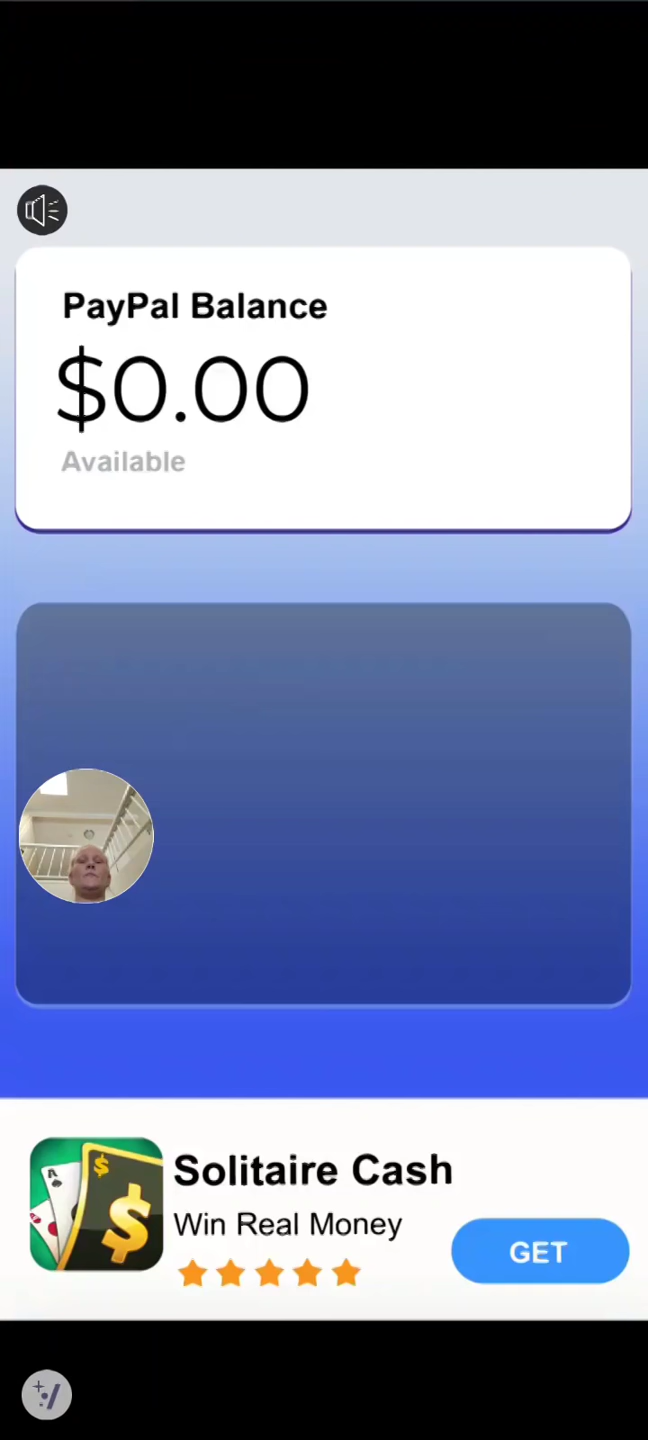 PayPal Balance
$0.00
Available
Solitaire Cash
Win Real Money
GET